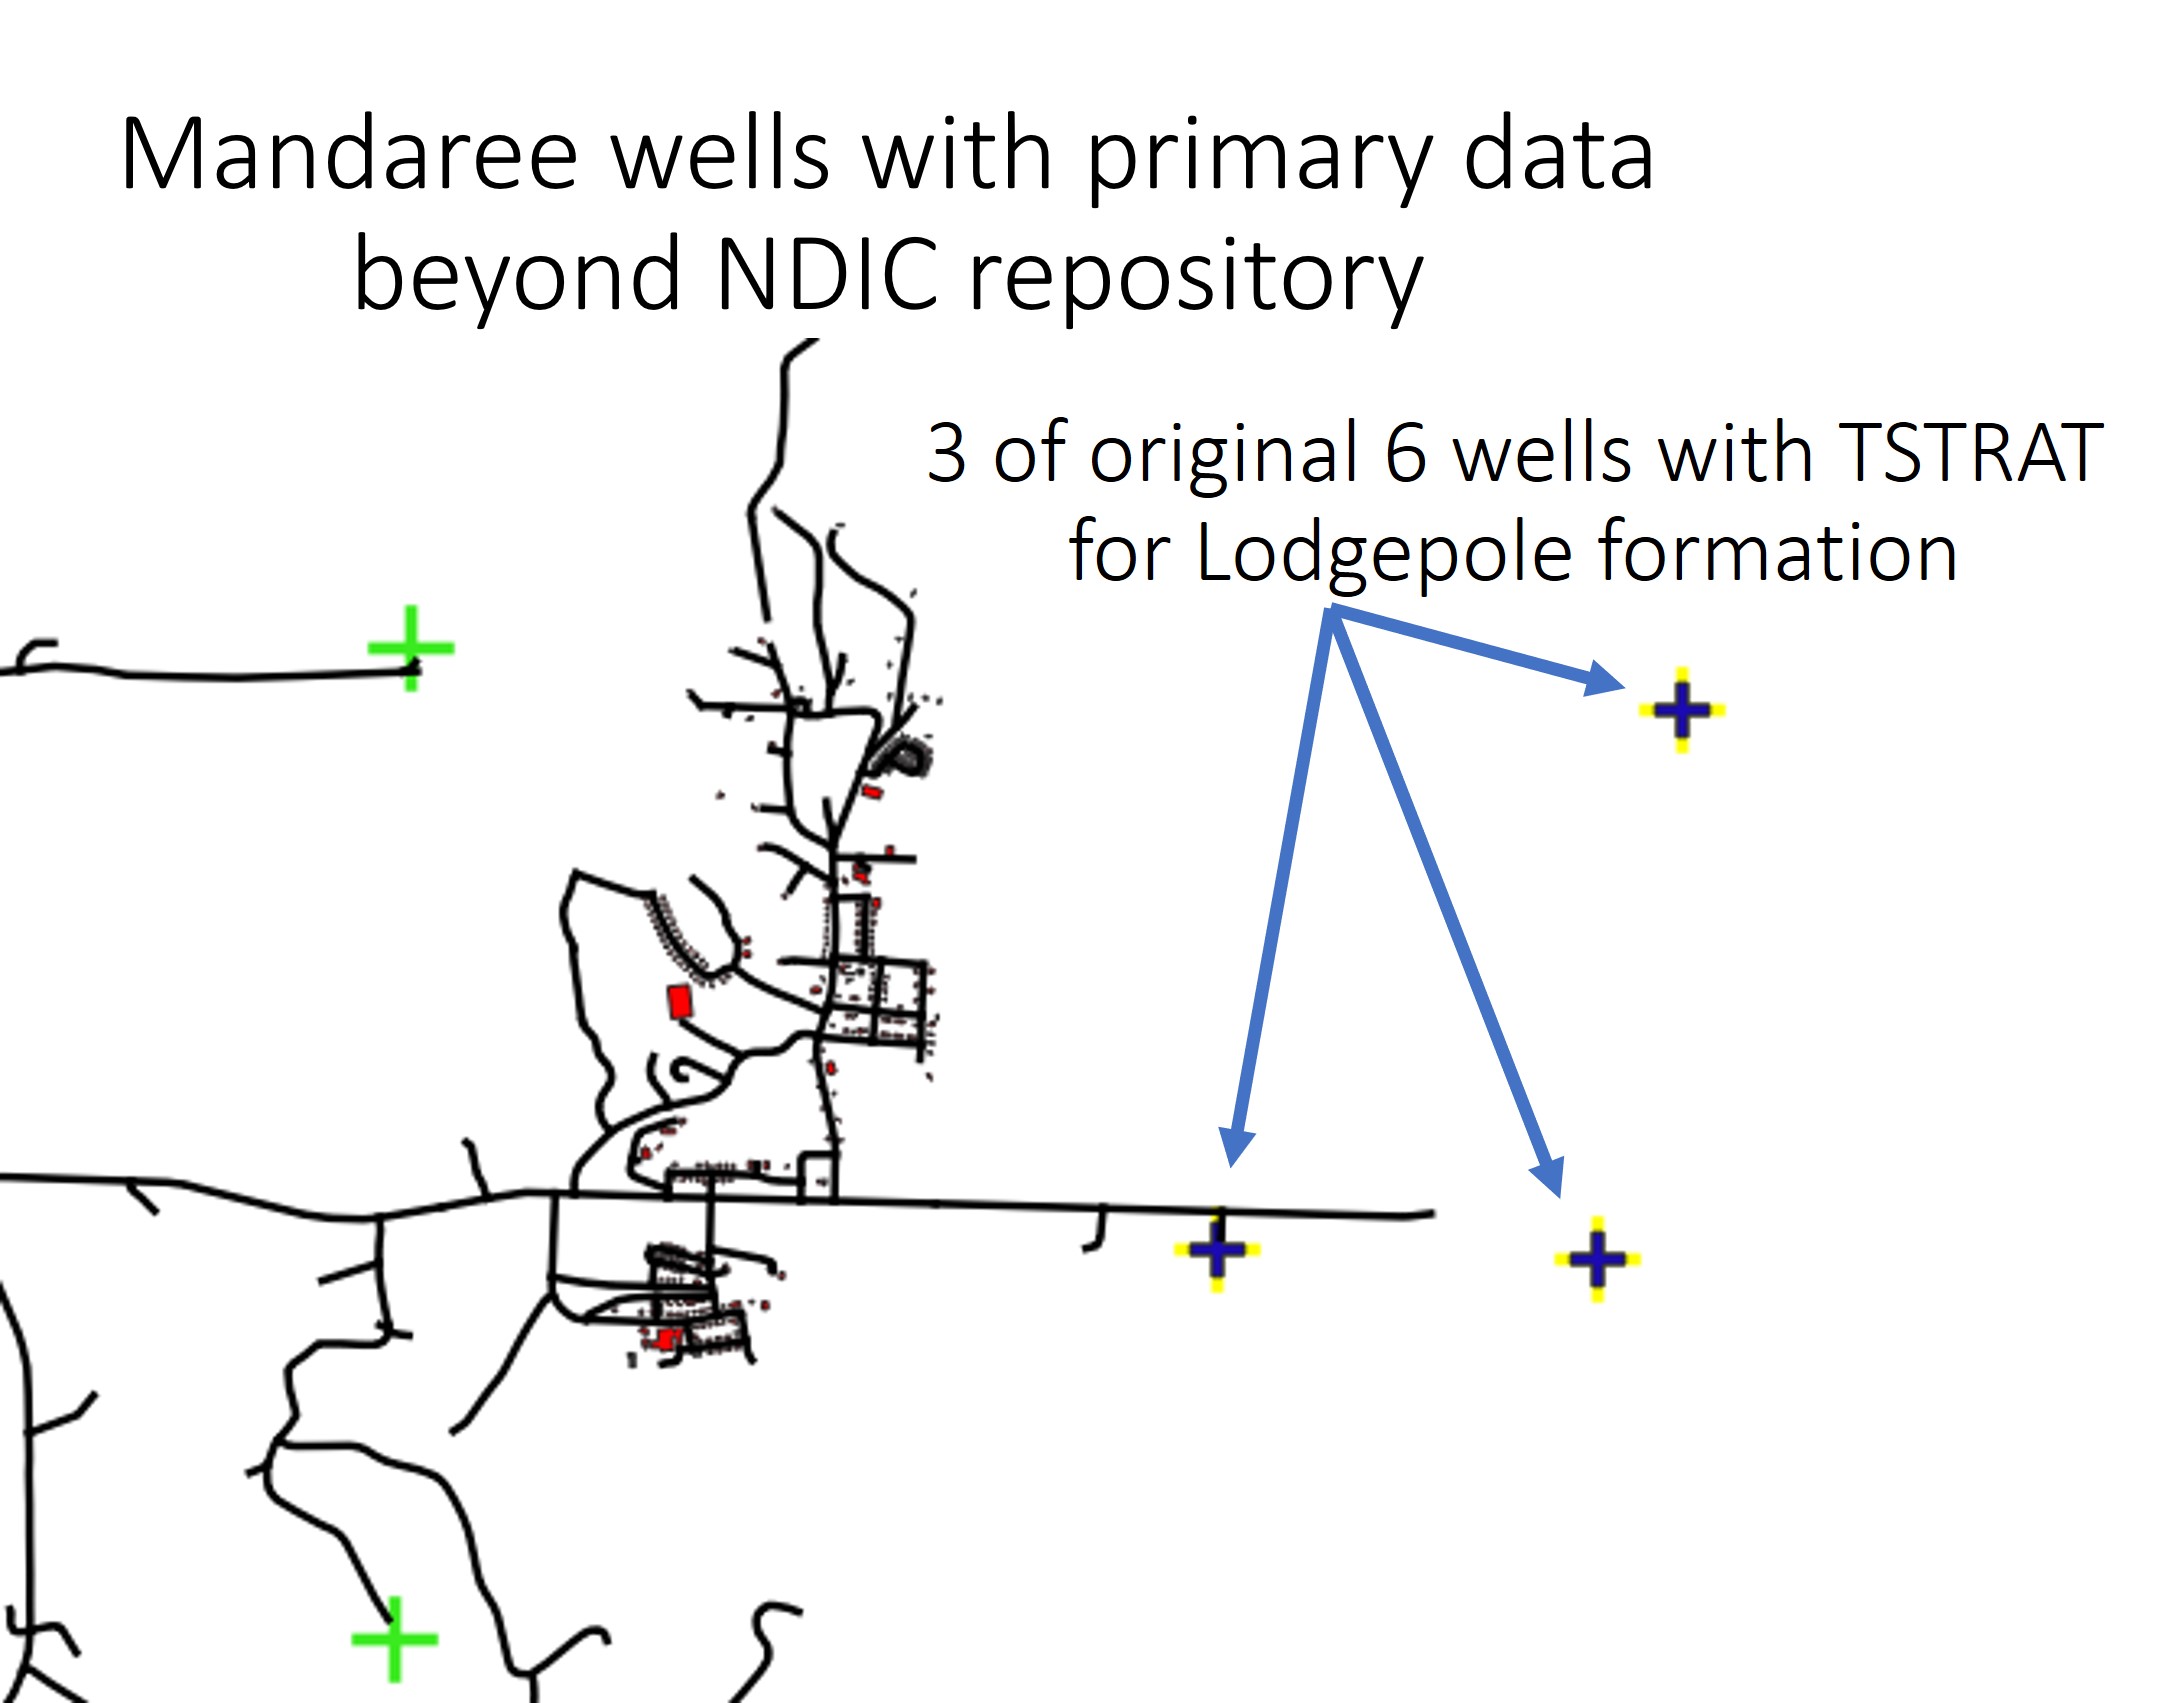 Mandaree wells with primary data
beyond NDIC repository
3 of original 6 wells with TSTRAT
for Lodgepole formation